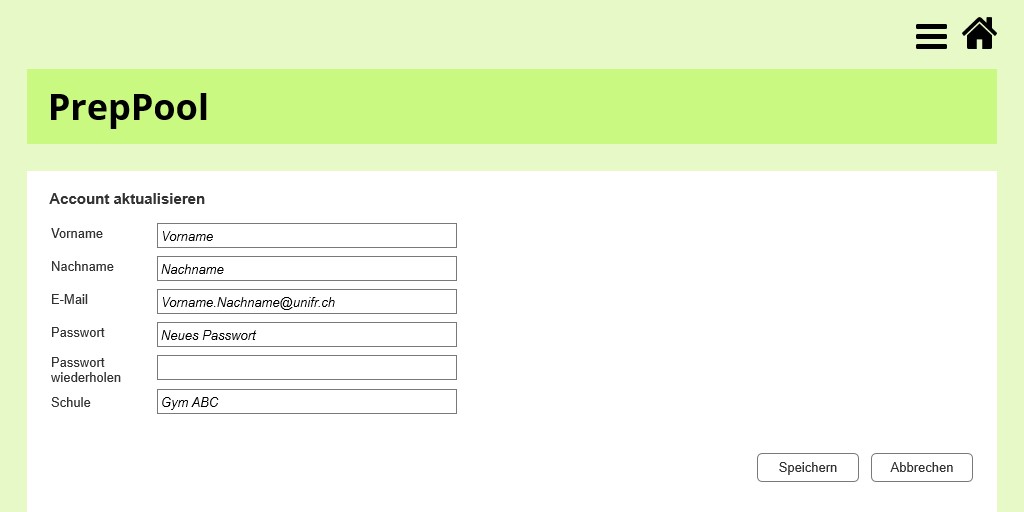 PrepPool
Account aktualisieren
Vorname Vorname
Nachname Nachname
E-Mail Vorname.Nachname@unifr.ch
Passwort Neues Passwort
Passwort
wiederholen
Schule Gym ABC
Speichern Abbrechen